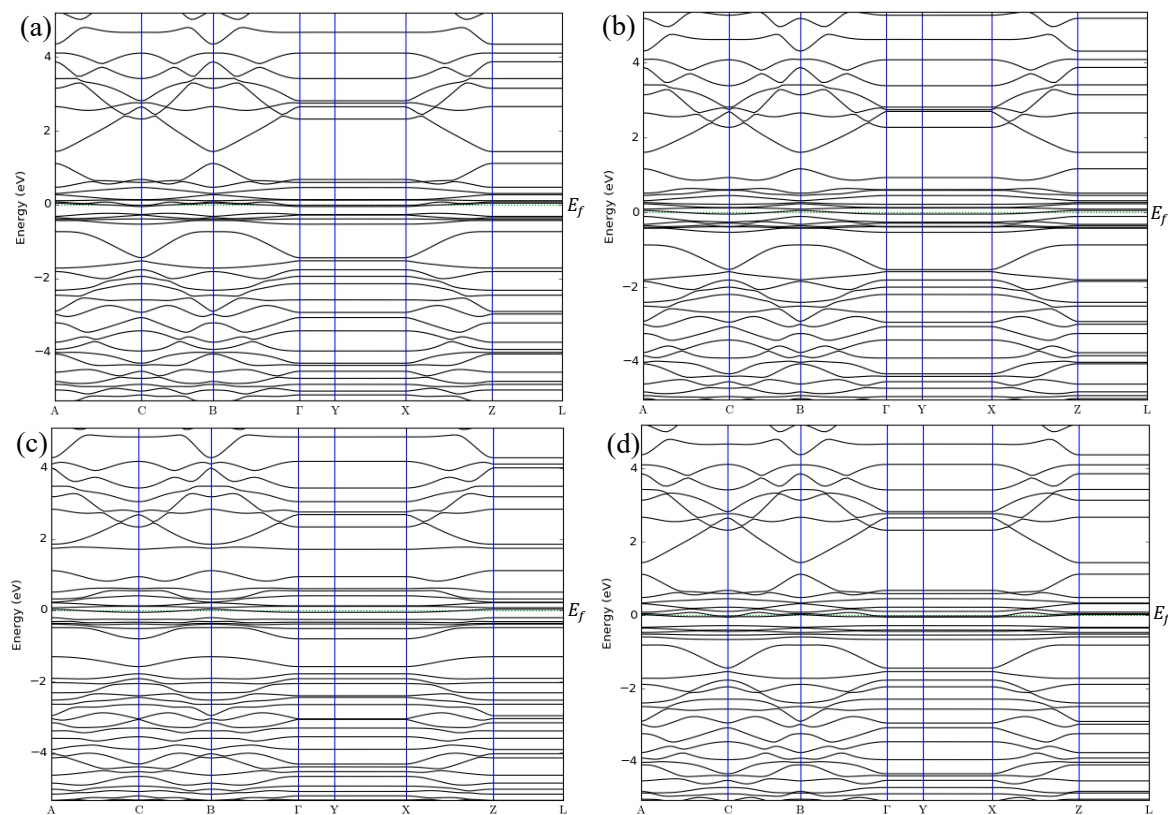 (a)
Energy (eV)
4
2
0
−2
−4
A C B Γ Y X Z L
E_f
(b)
Energy (eV)
4
2
0
−2
−4
A C B Γ Y X Z L
E_f
(c)
Energy (eV)
4
2
0
−2
−4
A C B Γ Y X Z L
E_f
(d)
Energy (eV)
4
2
0
−2
−4
A C B Γ Y X Z L
E_f